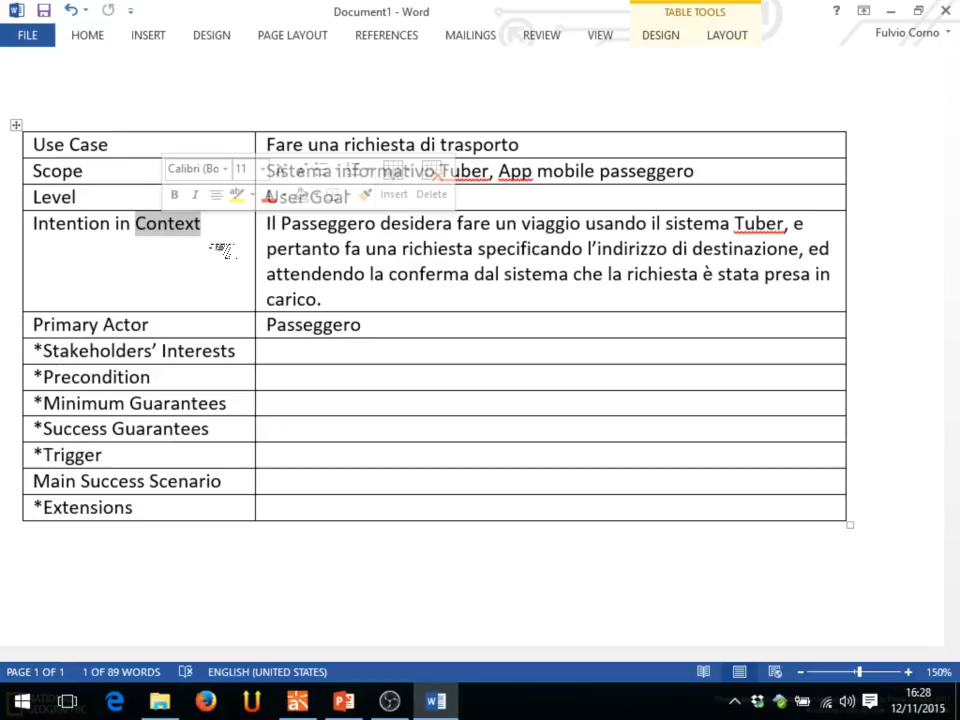 Document1 - Word
TABLE TOOLS
?
Fulvio Corno
FILE HOME INSERT DESIGN PAGE LAYOUT REFERENCES MAILINGS REVIEW VIEW DESIGN LAYOUT
Use Case Fare una richiesta di trasporto
Scope Sistema informativo Tuber, App mobile passeggero
Calibri (Bo 11
Level User Goal
B I A Insert Delete
Intention in Context Il Passeggero desidera fare un viaggio usando il sistema Tuber, e
pertanto fa una richiesta specificando l’indirizzo di destinazione, ed
attendendo la conferma dal sistema che la richiesta è stata presa in
carico.
Primary Actor Passeggero
*Stakeholders’ Interests
*Precondition
*Minimum Guarantees
*Success Guarantees
*Trigger
Main Success Scenario
*Extensions
PAGE 1 OF 1 1 OF 89 WORDS ENGLISH (UNITED STATES) 150%
16:28
12/11/2015